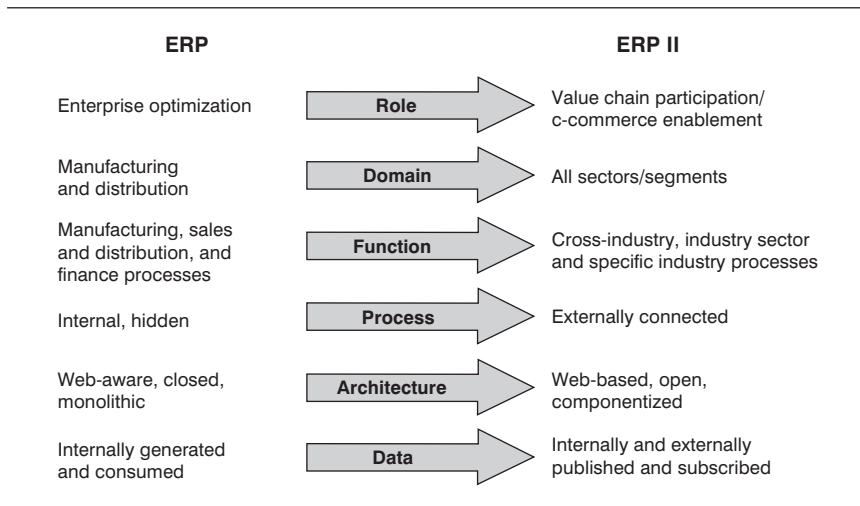 ERP
ERP II
Enterprise optimization
Role
Value chain participation/
c-commerce enablement
Manufacturing
and distribution
Domain
All sectors/segments
Manufacturing, sales
and distribution, and
finance processes
Function
Cross-industry, industry sector
and specific industry processes
Internal, hidden
Process
Externally connected
Web-aware, closed,
monolithic
Architecture
Web-based, open,
componentized
Internally generated
and consumed
Data
Internally and externally
published and subscribed